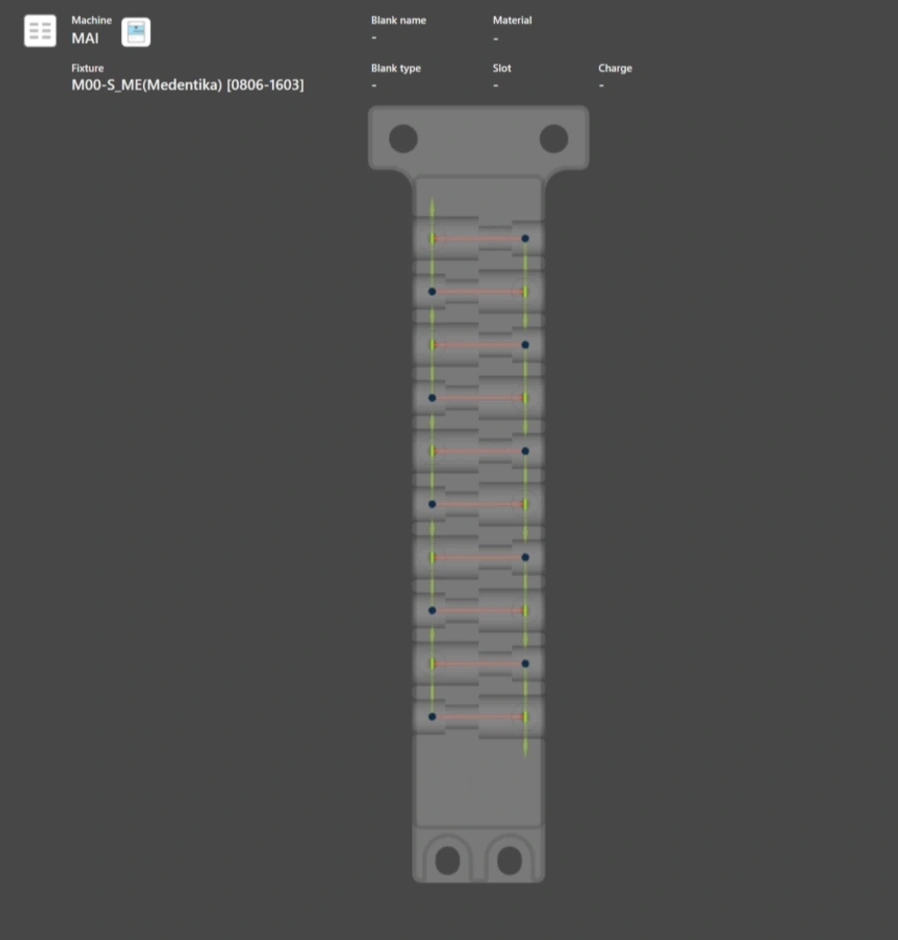 Machine
MAI
Blank name
-
Material
-
Fixture
M00-S_ME(Medentika) [0806-1603]
Blank type
-
Slot
-
Charge
-